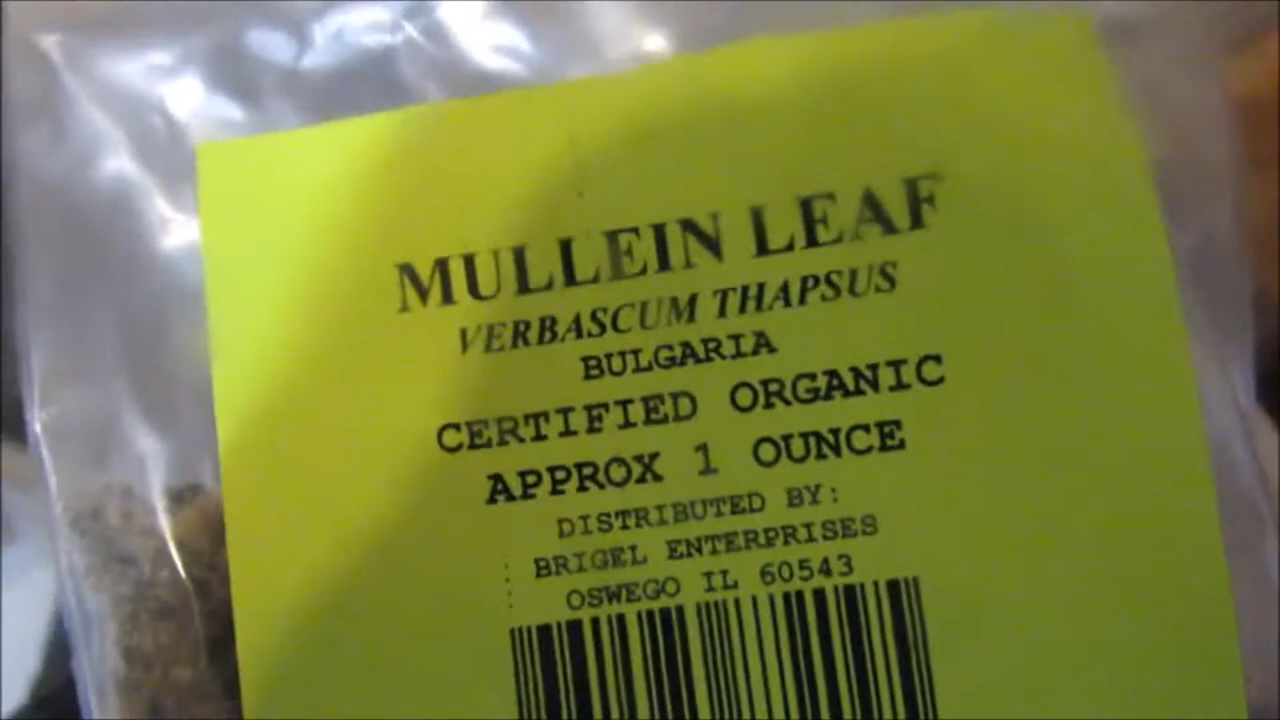 MULLEIN LEAF
VERBASCUM THAPSUS
BULGARIA
CERTIFIED ORGANIC
APPROX 1 OUNCE
DISTRIBUTED BY:
BRIGEL ENTERPRISES
OSWEGO IL 60543